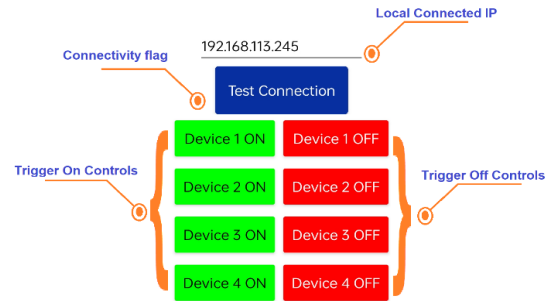 Local Connected IP
192.168.113.245
Connectivity flag
Test Connection
Device 1 ON
Device 1 OFF
Trigger On Controls
Trigger Off Controls
Device 2 ON
Device 2 OFF
Device 3 ON
Device 3 OFF
Device 4 ON
Device 4 OFF